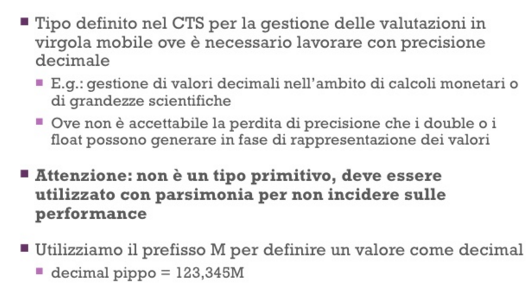 Tipo definito nel CTS per la gestione delle valutazioni in
virgola mobile ove è necessario lavorare con precisione
decimale
E.g.: gestione di valori decimali nell'ambito di calcoli monetari o
di grandezze scientifiche
Ove non è accettabile la perdita di precisione che i double o i
float possono generare in fase di rappresentazione dei valori
Attenzione: non è un tipo primitivo, deve essere
utilizzato con parsimonia per non incidere sulle
performance
Utilizziamo il prefisso M per definire un valore come decimal
decimal pippo = 123,345M